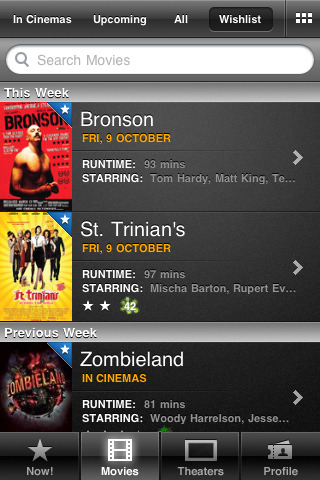 In Cinemas Upcoming All Wishlist
Search Movies
This Week
BRONSON
Bronson
FRI, 9 OCTOBER
RUNTIME: 93 mins
STARRING: Tom Hardy, Matt King, Te...
St. Trinian's
FRI, 9 OCTOBER
RUNTIME: 97 mins
STARRING: Mischa Barton, Rupert Ev...
42
St Trinians
Previous Week
ZOMBIELAND
Zombieland
IN CINEMAS
RUNTIME: 81 mins
STARRING: Woody Harrelson, Jesse...
Now! Movies Theaters Profile